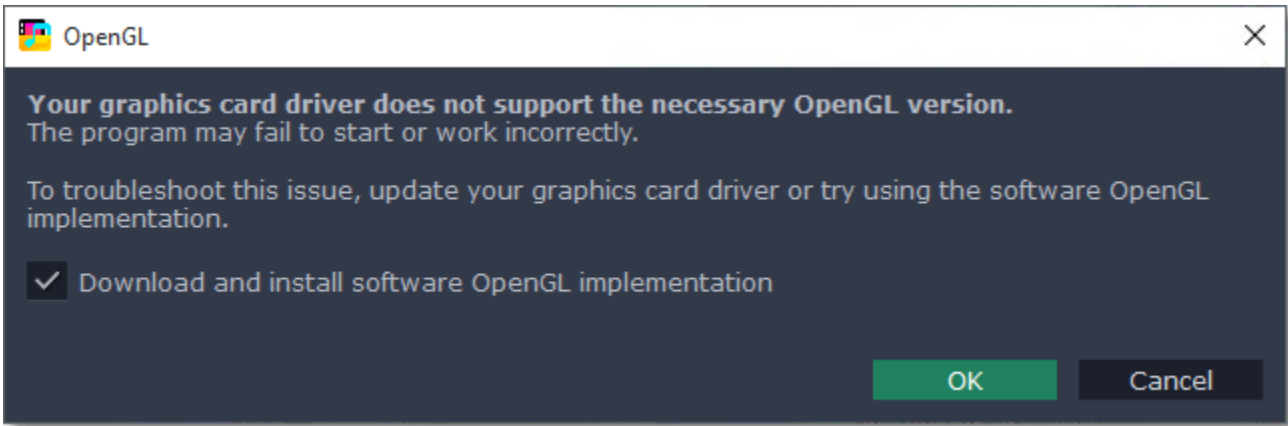 OpenGL
Your graphics card driver does not support the necessary OpenGL version.
The program may fail to start or work incorrectly.
To troubleshoot this issue, update your graphics card driver or try using the software OpenGL
implementation.
Download and install software OpenGL implementation
OK Cancel